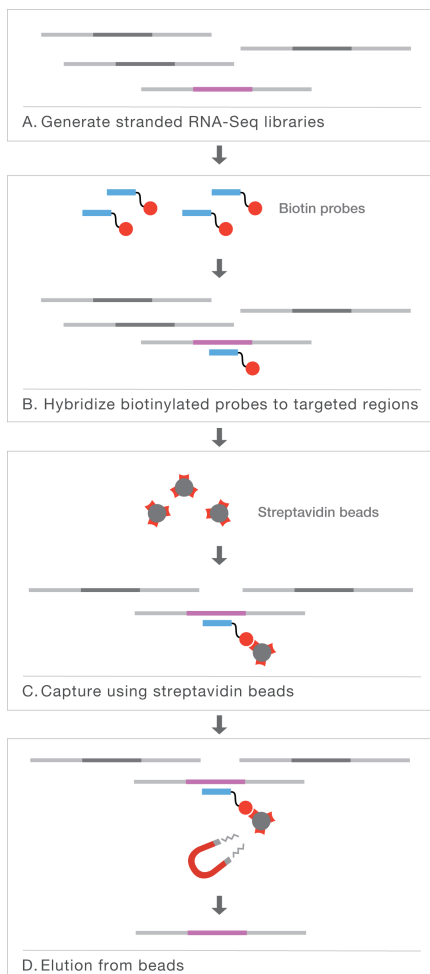 A. Generate stranded RNA-Seq libraries
Biotin probes
B. Hybridize biotinylated probes to targeted regions
Streptavidin beads
C. Capture using streptavidin beads
D. Elution from beads